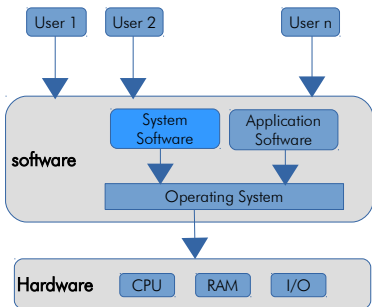 User 1
User 2
User n
System
Software
Application
Software
software
Operating System
Hardware
CPU
RAM
I/O